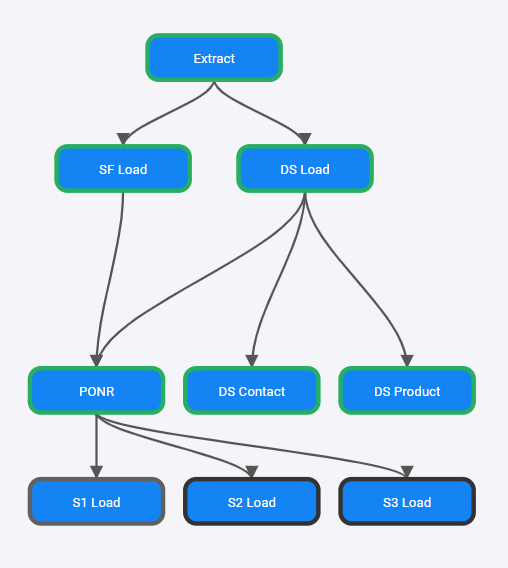 Extract
SF Load
DS Load
PONR
DS Contact
DS Product
S1 Load
S2 Load
S3 Load